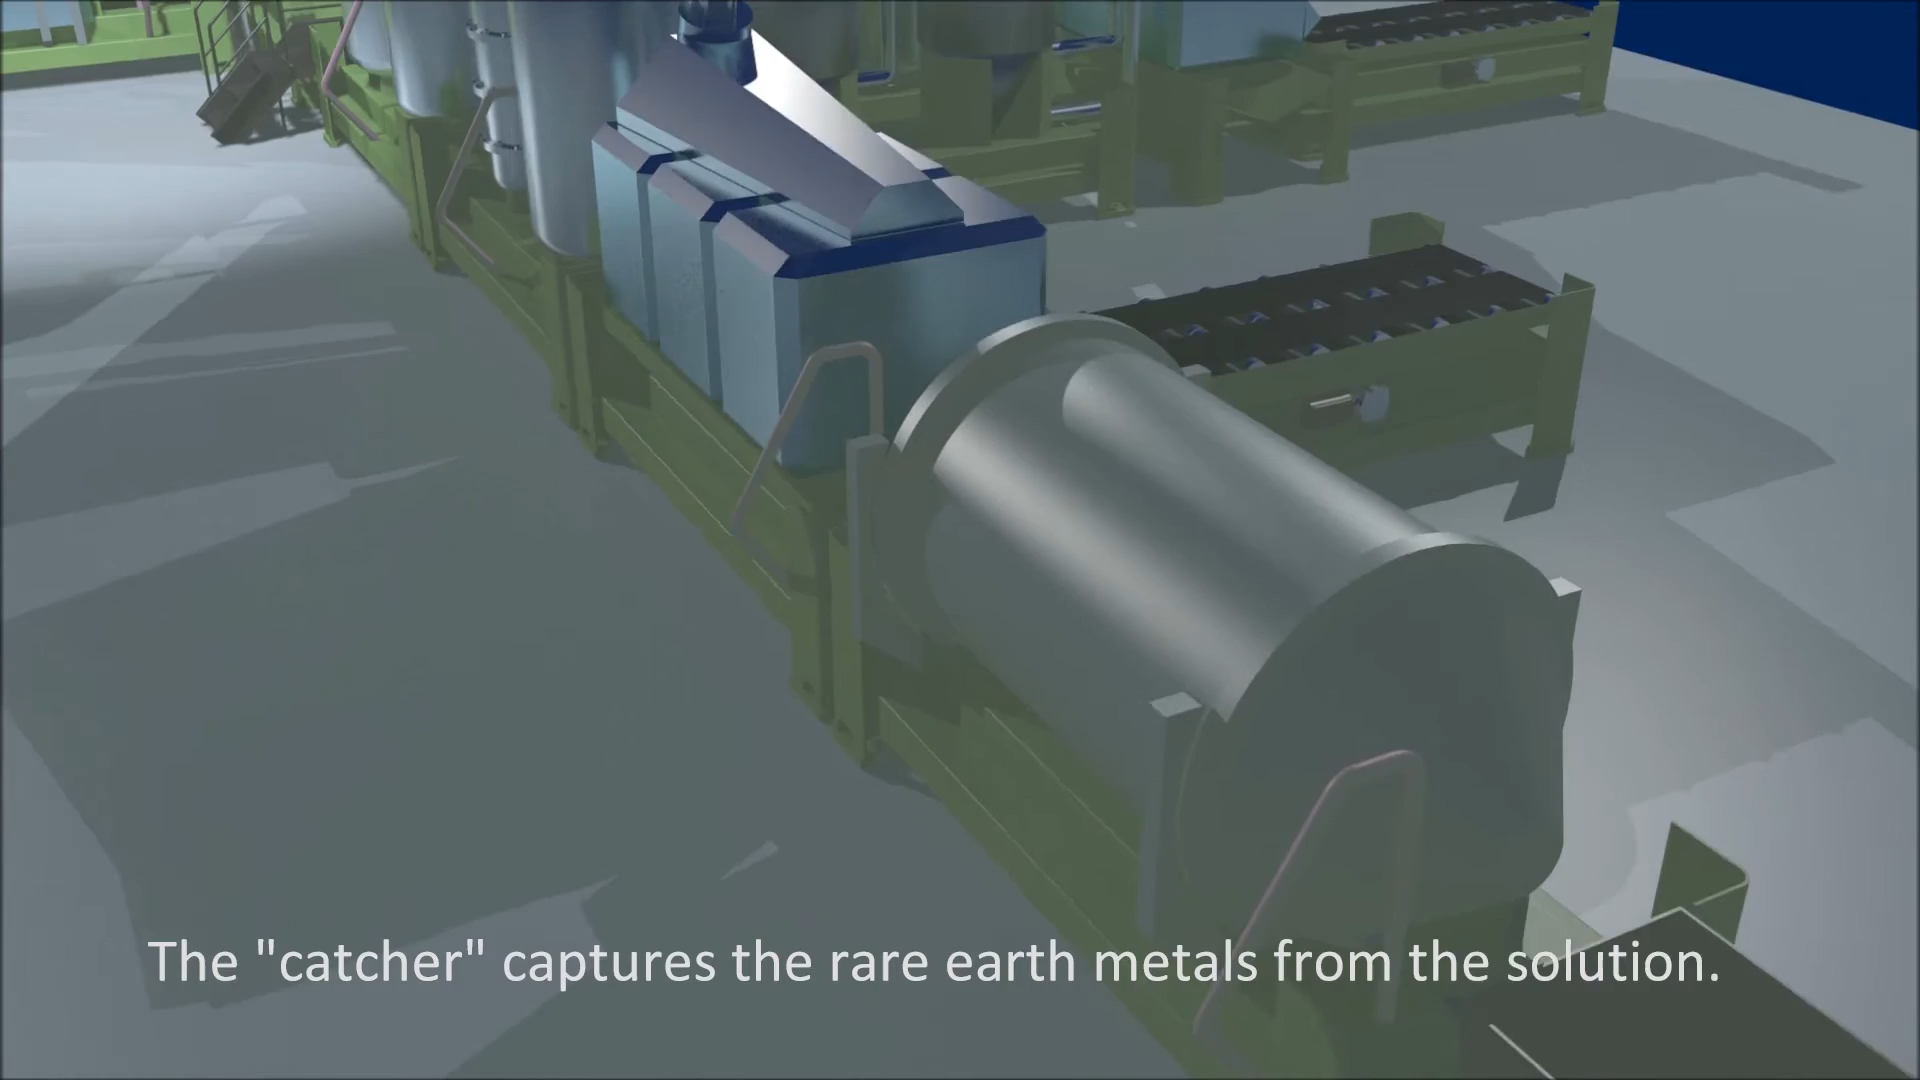 The "catcher" captures the rare earth metals from the solution.